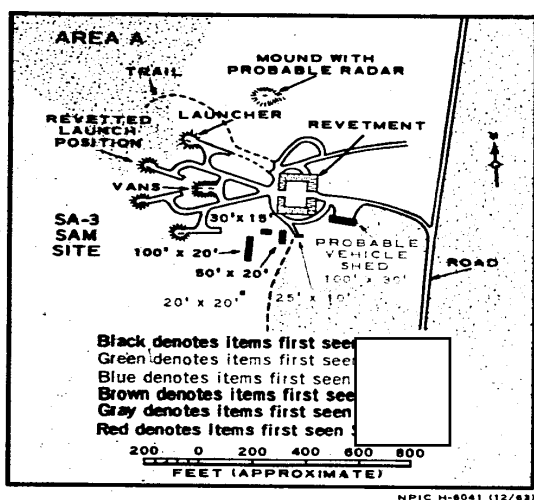 AREA A
MOUND WITH
PROBABLE RADAR
TRAIL
LAUNCHER
REVETTED
LAUNCH
POSITION
REVETMENT
N
VANS
SA-3
SAM
SITE
30' x 15'
100' x 20'
50' x 20'
PROBABLE
VEHICLE
SHED
100' x 30'
ROAD
20' x 20'
25' x 10'
Black denotes items first seen
Green denotes items first seen
Blue denotes items first seen
Brown denotes items first seen
Gray denotes items first seen
Red denotes Items first seen
200 0 200 400 600 800
FEET (APPROXIMATE)
NPIC H-6041 (12/63)